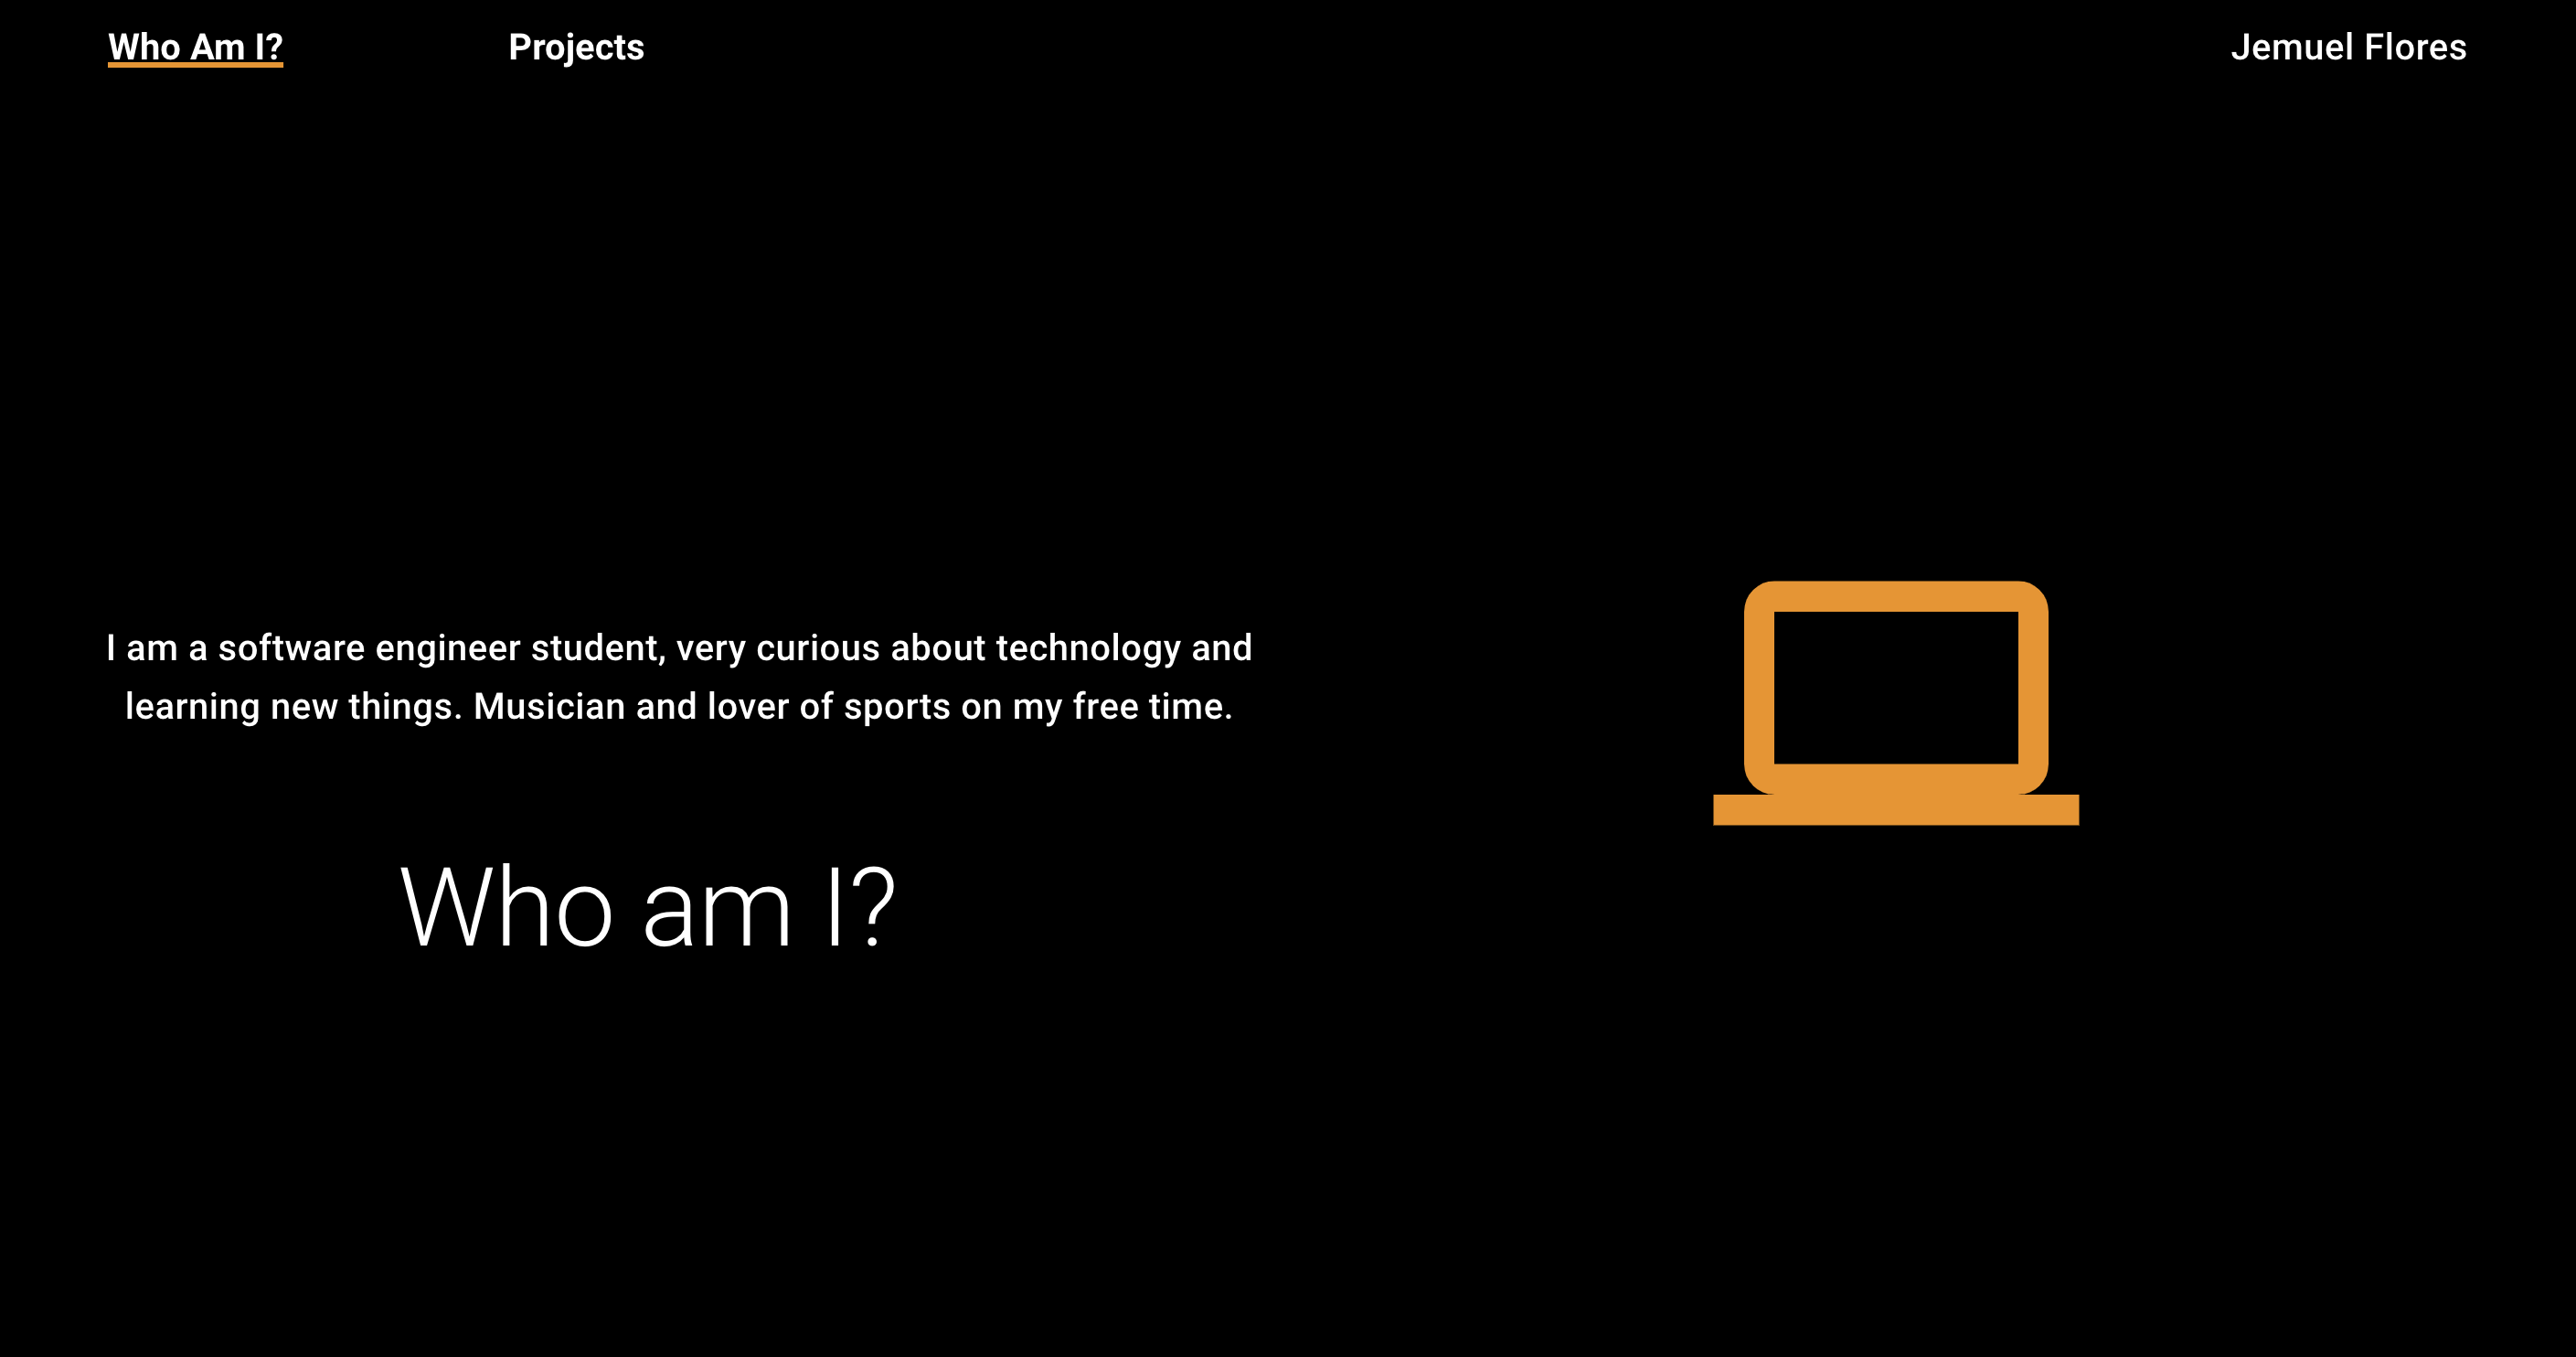 Who Am I?
Projects
Jemuel Flores
I am a software engineer student, very curious about technology and
learning new things. Musician and lover of sports on my free time.
Who am I?